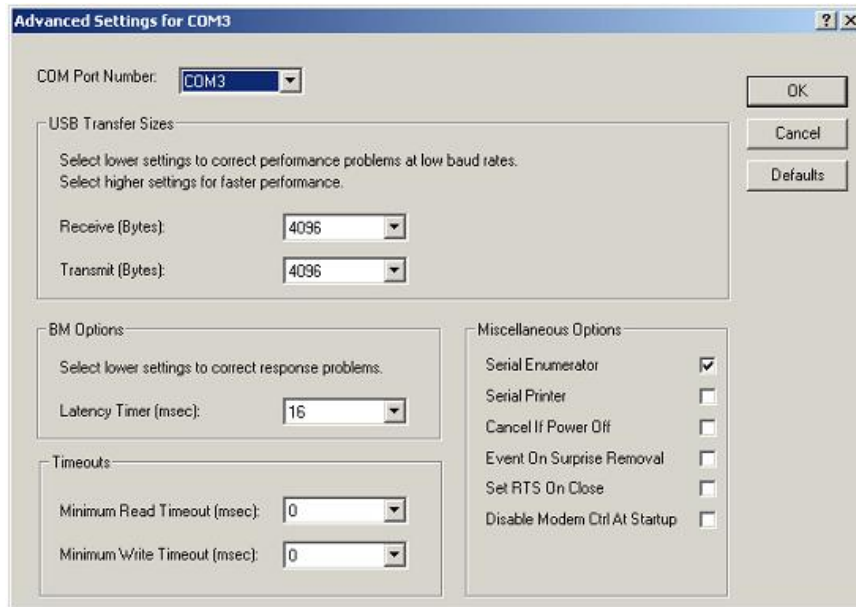 Advanced Settings for COM3
COM Port Number: COM3
OK
Cancel
Defaults
USB Transfer Sizes
Select lower settings to correct performance problems at low baud rates.
Select higher settings for faster performance.
Receive (Bytes): 4096
Transmit (Bytes): 4096
BM Options
Select lower settings to correct response problems.
Latency Timer (msec): 16
Timeouts
Minimum Read Timeout (msec): 0
Minimum Write Timeout (msec): 0
Miscellaneous Options
Serial Enumerator
Serial Printer
Cancel If Power Off
Event On Surprise Removal
Set RTS On Close
Disable Modem Ctrl At Startup